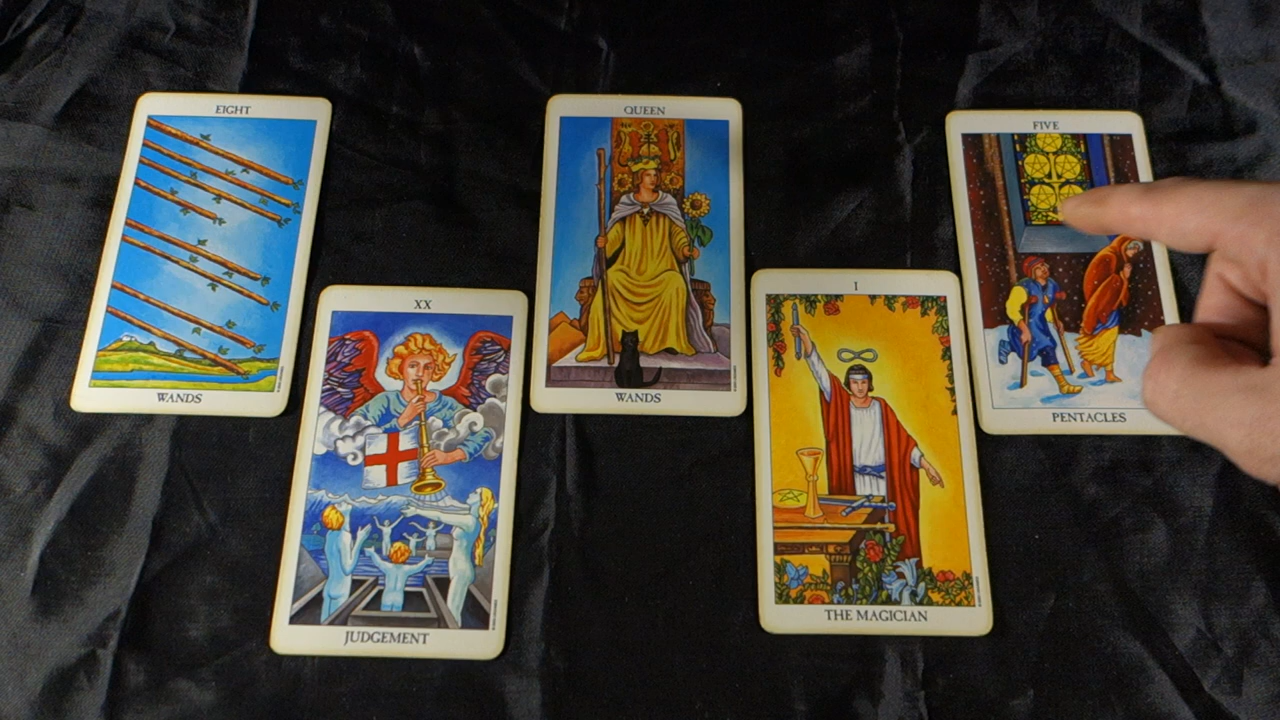 EIGHT
WANDS
XX
JUDGEMENT
QUEEN
WANDS
I
THE MAGICIAN
FIVE
PENTACLES